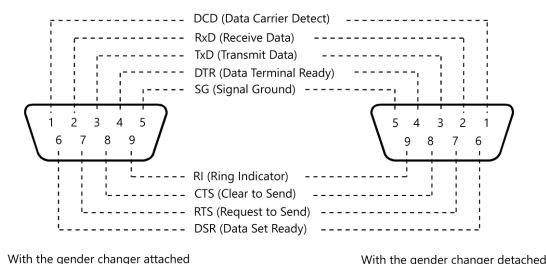 DCD (Data Carrier Detect)
RxD (Receive Data)
TxD (Transmit Data)
DTR (Data Terminal Ready)
SG (Signal Ground)
1 2 3 4 5
6 7 8 9
5 4 3 2 1
9 8 7 6
RI (Ring Indicator)
CTS (Clear to Send)
RTS (Request to Send)
DSR (Data Set Ready)
With the gender changer attached
With the gender changer detached